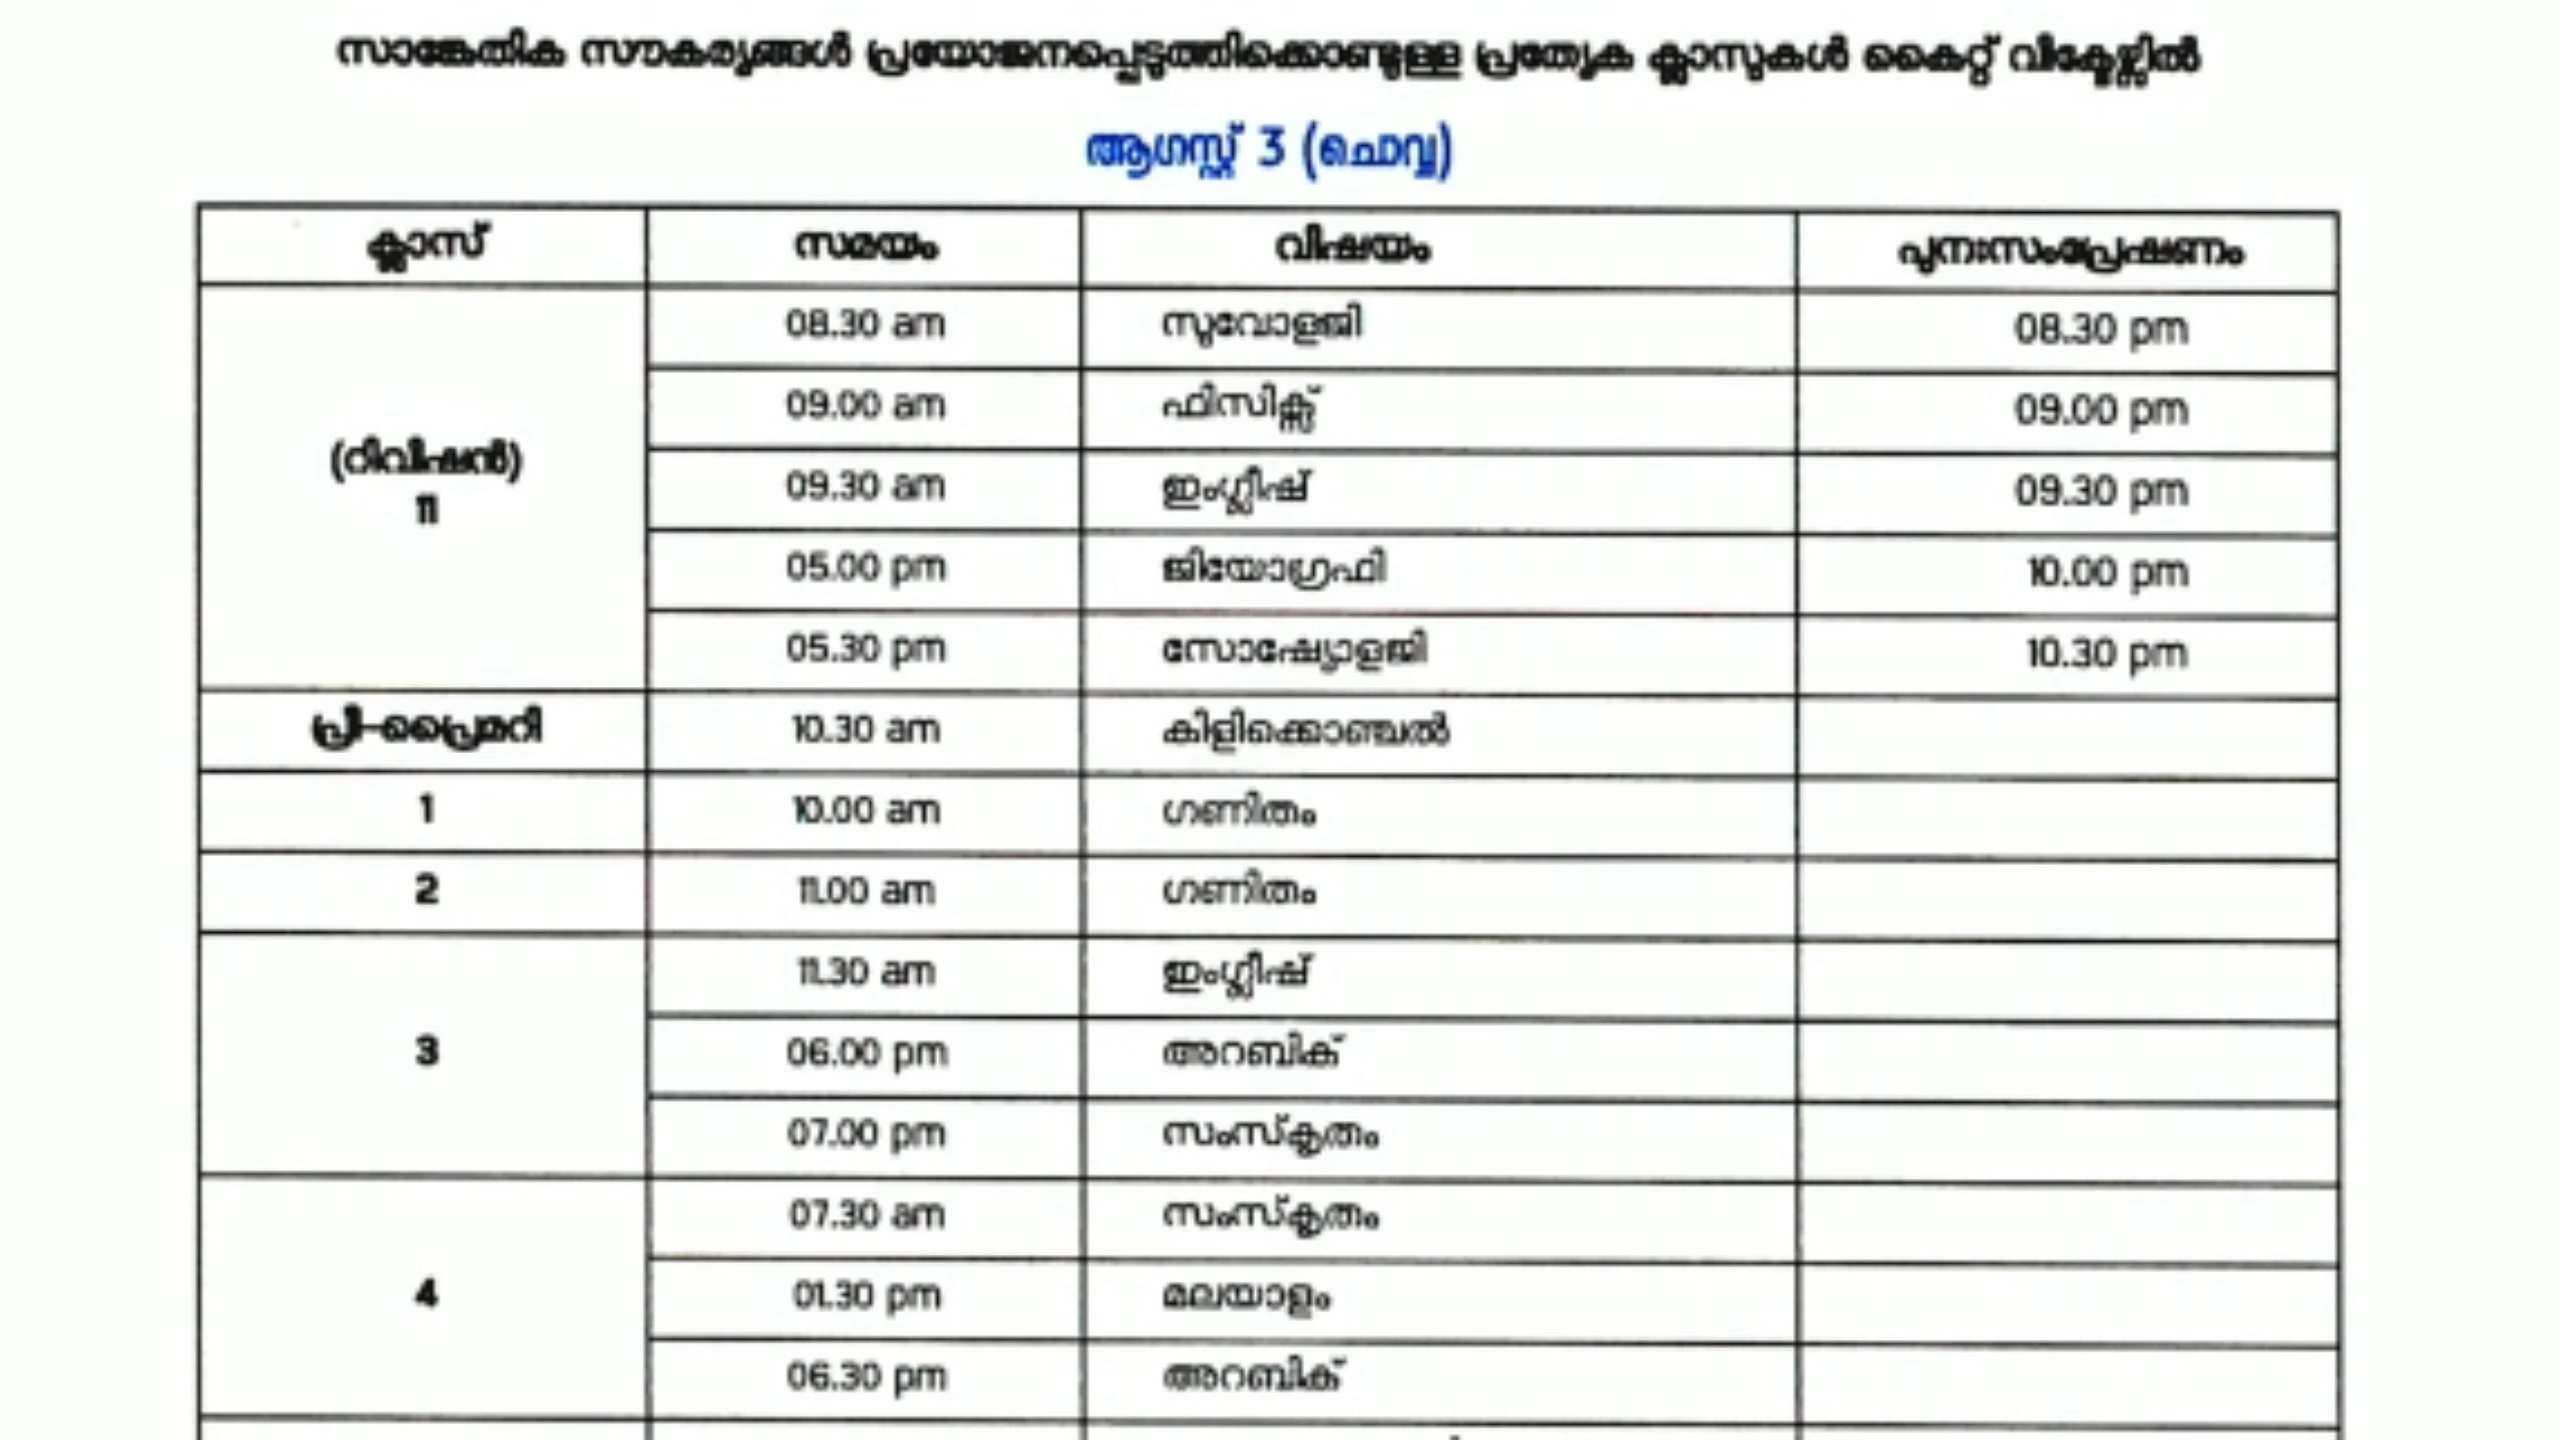 സാങ്കേതിക സൗകര്യങ്ങൾ പ്രയോജനപ്പെടുത്തിക്കൊണ്ടുള്ള പ്രത്യേക ക്ലാസുകൾ കൈറ്റ് വിക്ടേഴ്സിൽ
ആഗസ്റ്റ് 3 (ചൊവ്വ)
ക്ലാസ് സമയം വിഷയം പുനഃസംപ്രേഷണം
08.30 am സുവോളജി 08.30 pm
09.00 am ഫിസിക്സ് 09.00 pm
(റിവീഷൻ)
11
09.30 am ഇംഗ്ലീഷ് 09.30 pm
05.00 pm ജിയോഗ്രഫി 10.00 pm
05.30 pm സോഷ്യോളജി 10.30 pm
പ്രീ-പ്രൈമറി 10.30 am കിളിക്കൊഞ്ചൽ
1 10.00 am ഗണിതം
2 11.00 am ഗണിതം
11.30 am ഇംഗ്ലീഷ്
3 06.00 pm അറബിക്
07.00 pm സംസ്കൃതം
07.30 am സംസ്കൃതം
4 01.30 pm മലയാളം
06.30 pm അറബിക്